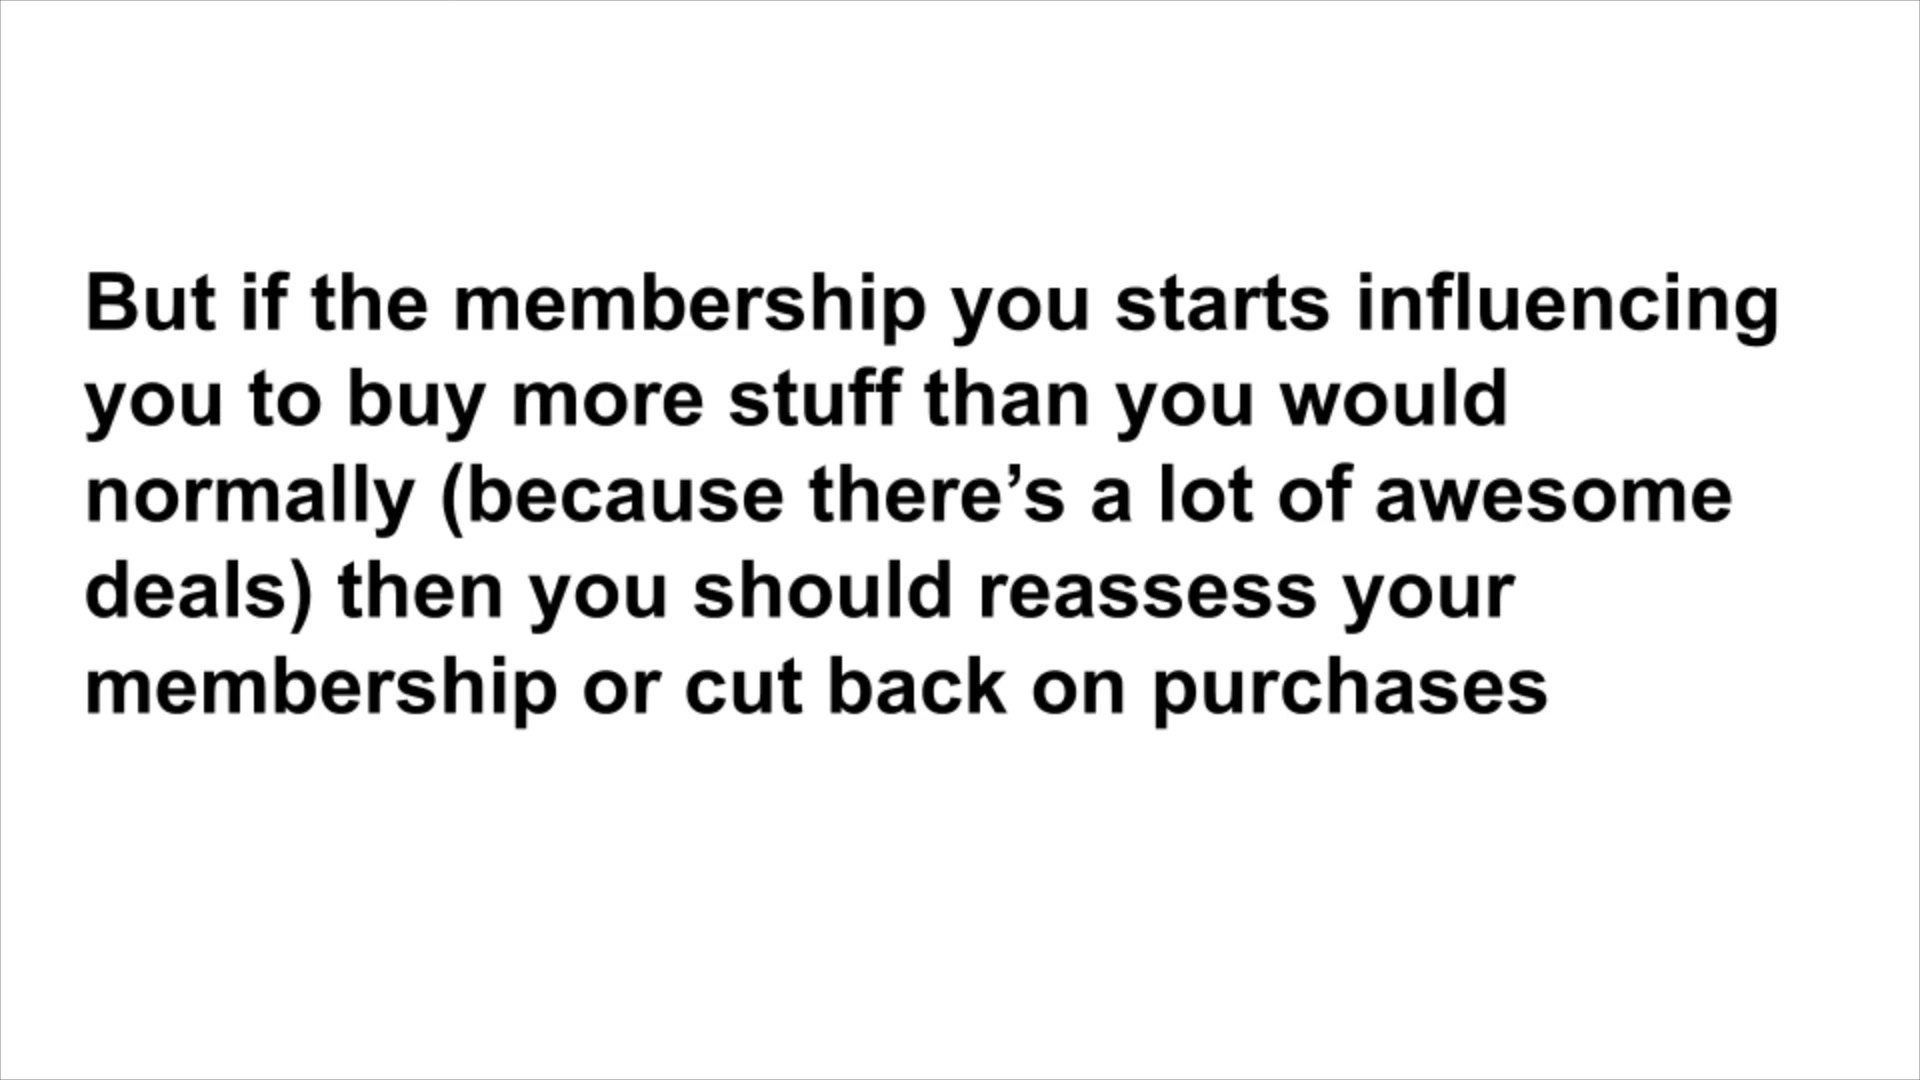 But if the membership you starts influencing
you to buy more stuff than you would
normally (because there’s a lot of awesome
deals) then you should reassess your
membership or cut back on purchases